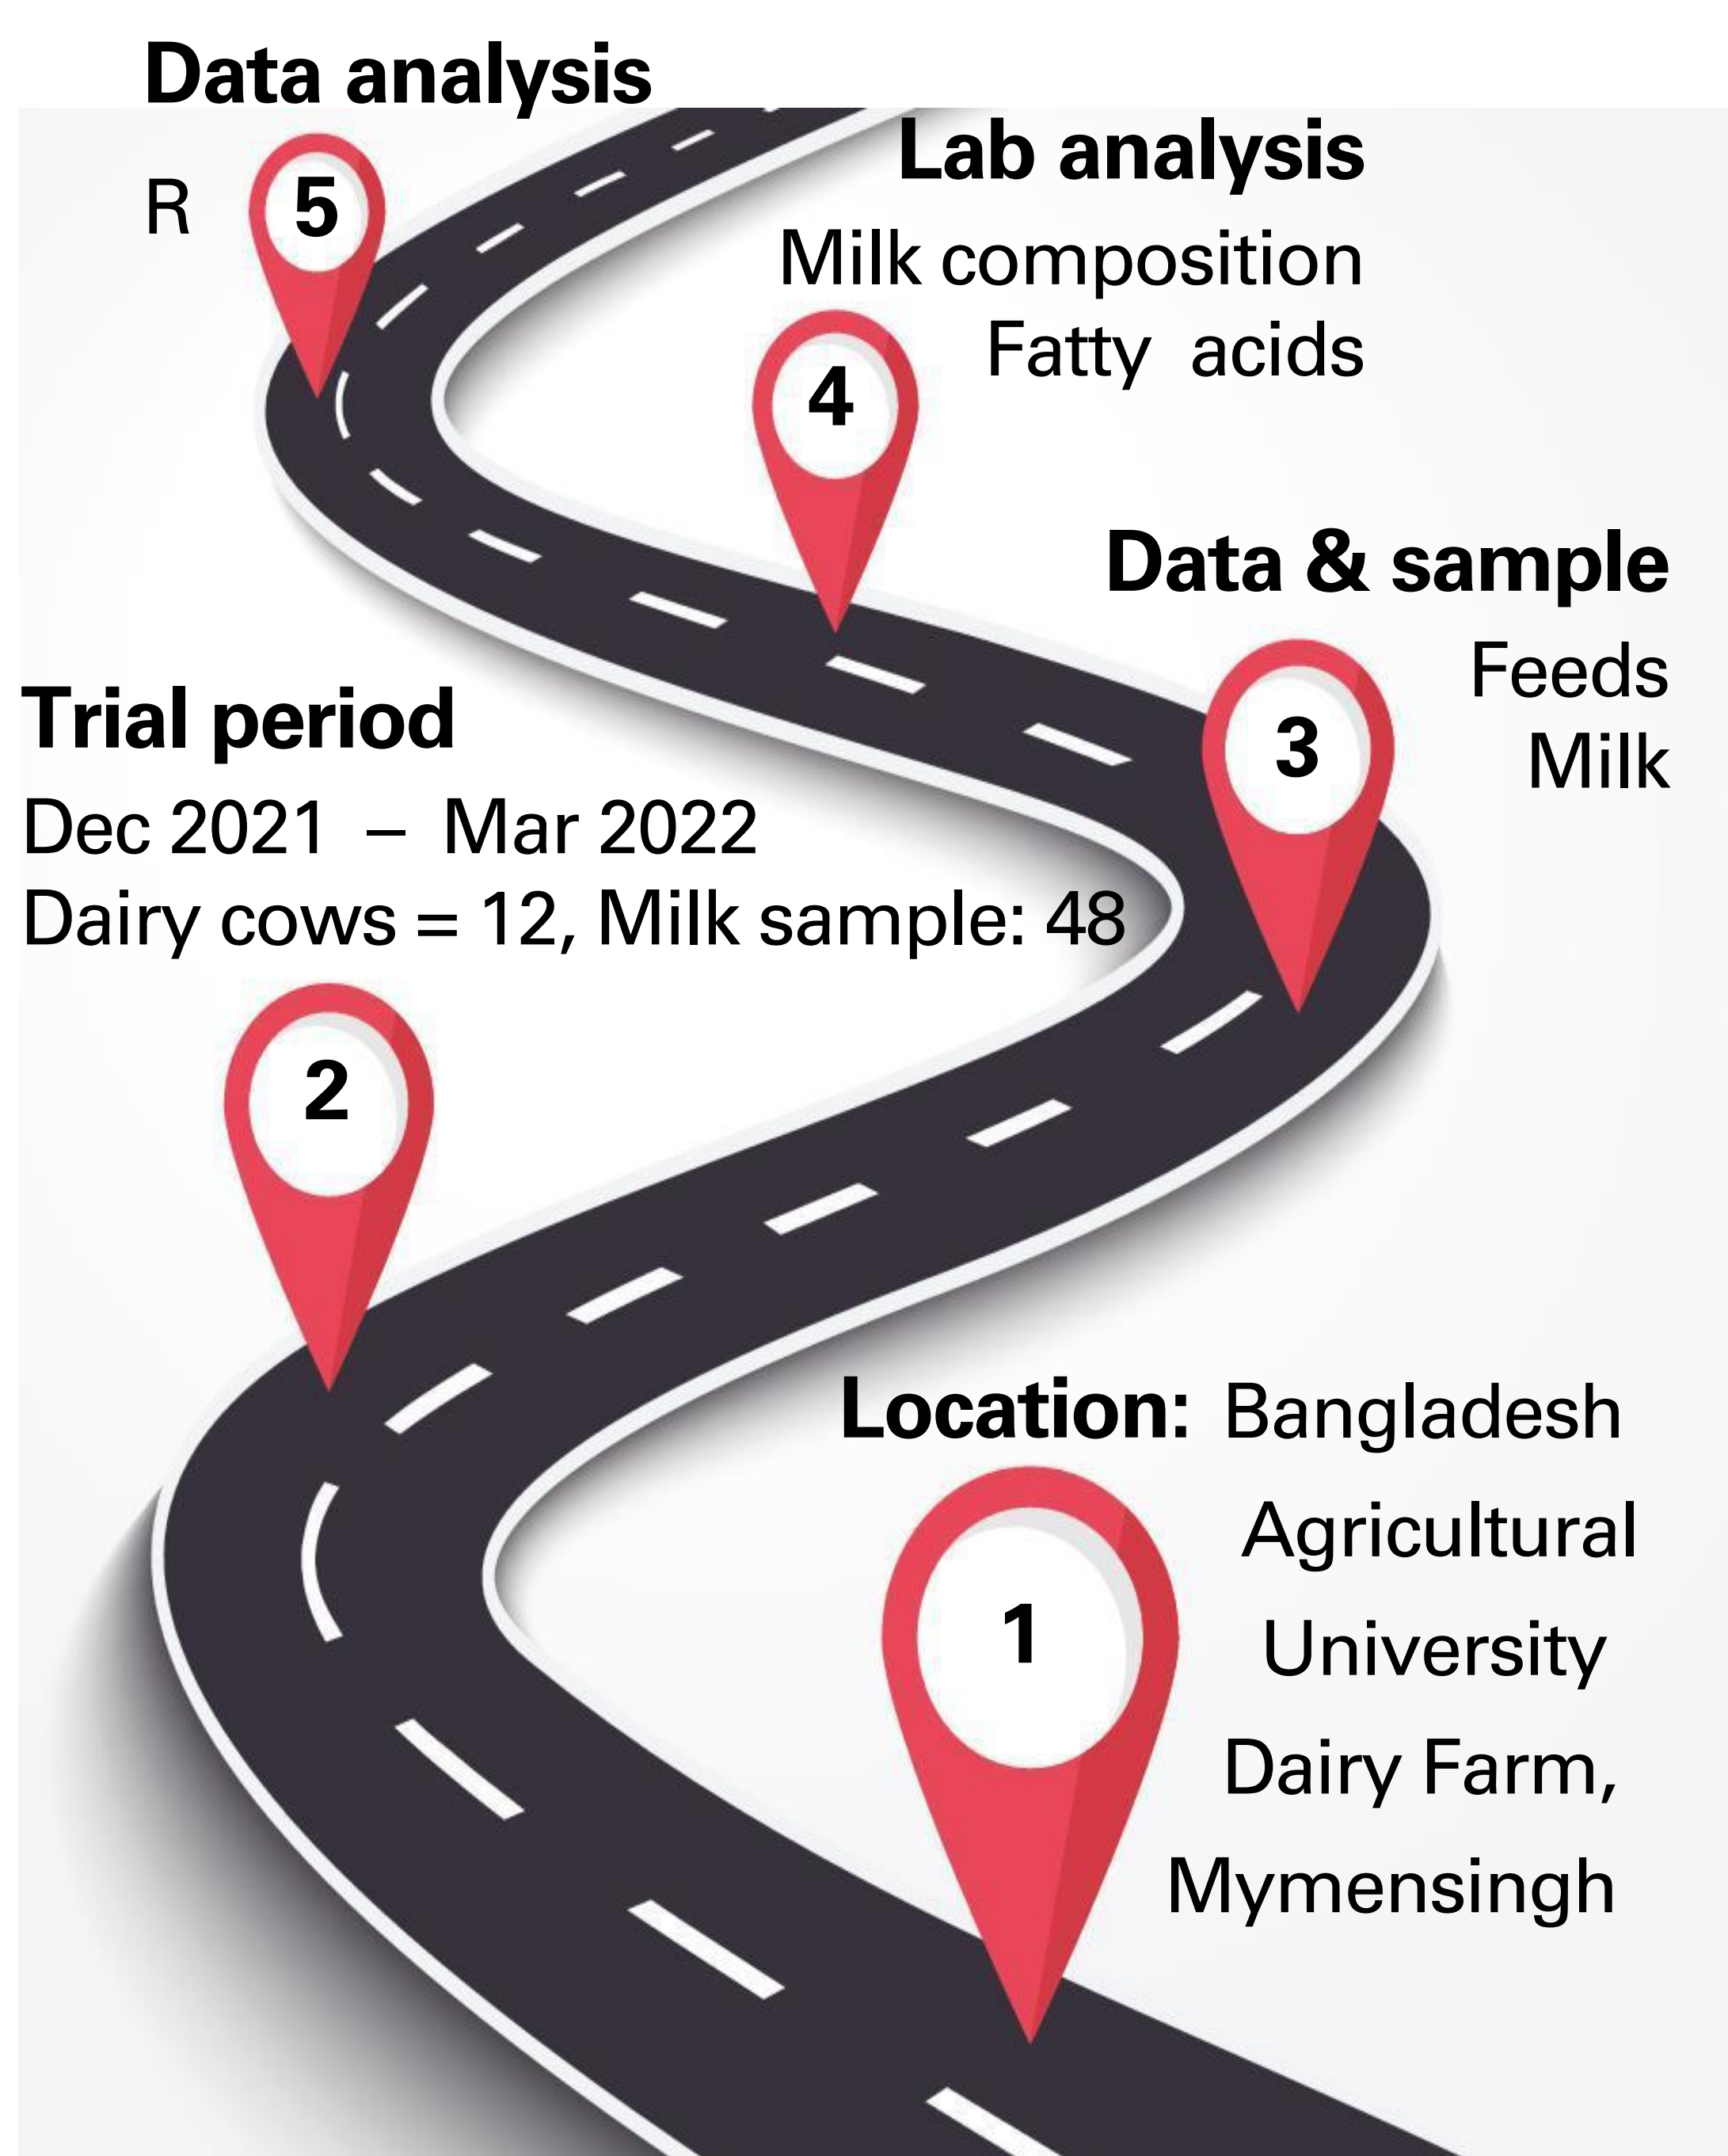 Data analysis
R
5
Lab analysis
Milk composition
Fatty acids
4
Data & sample
Feeds
Milk
3
Trial period
Dec 2021 – Mar 2022
Dairy cows = 12, Milk sample: 48
2
Location: Bangladesh
Agricultural
University
Dairy Farm,
Mymensingh
1